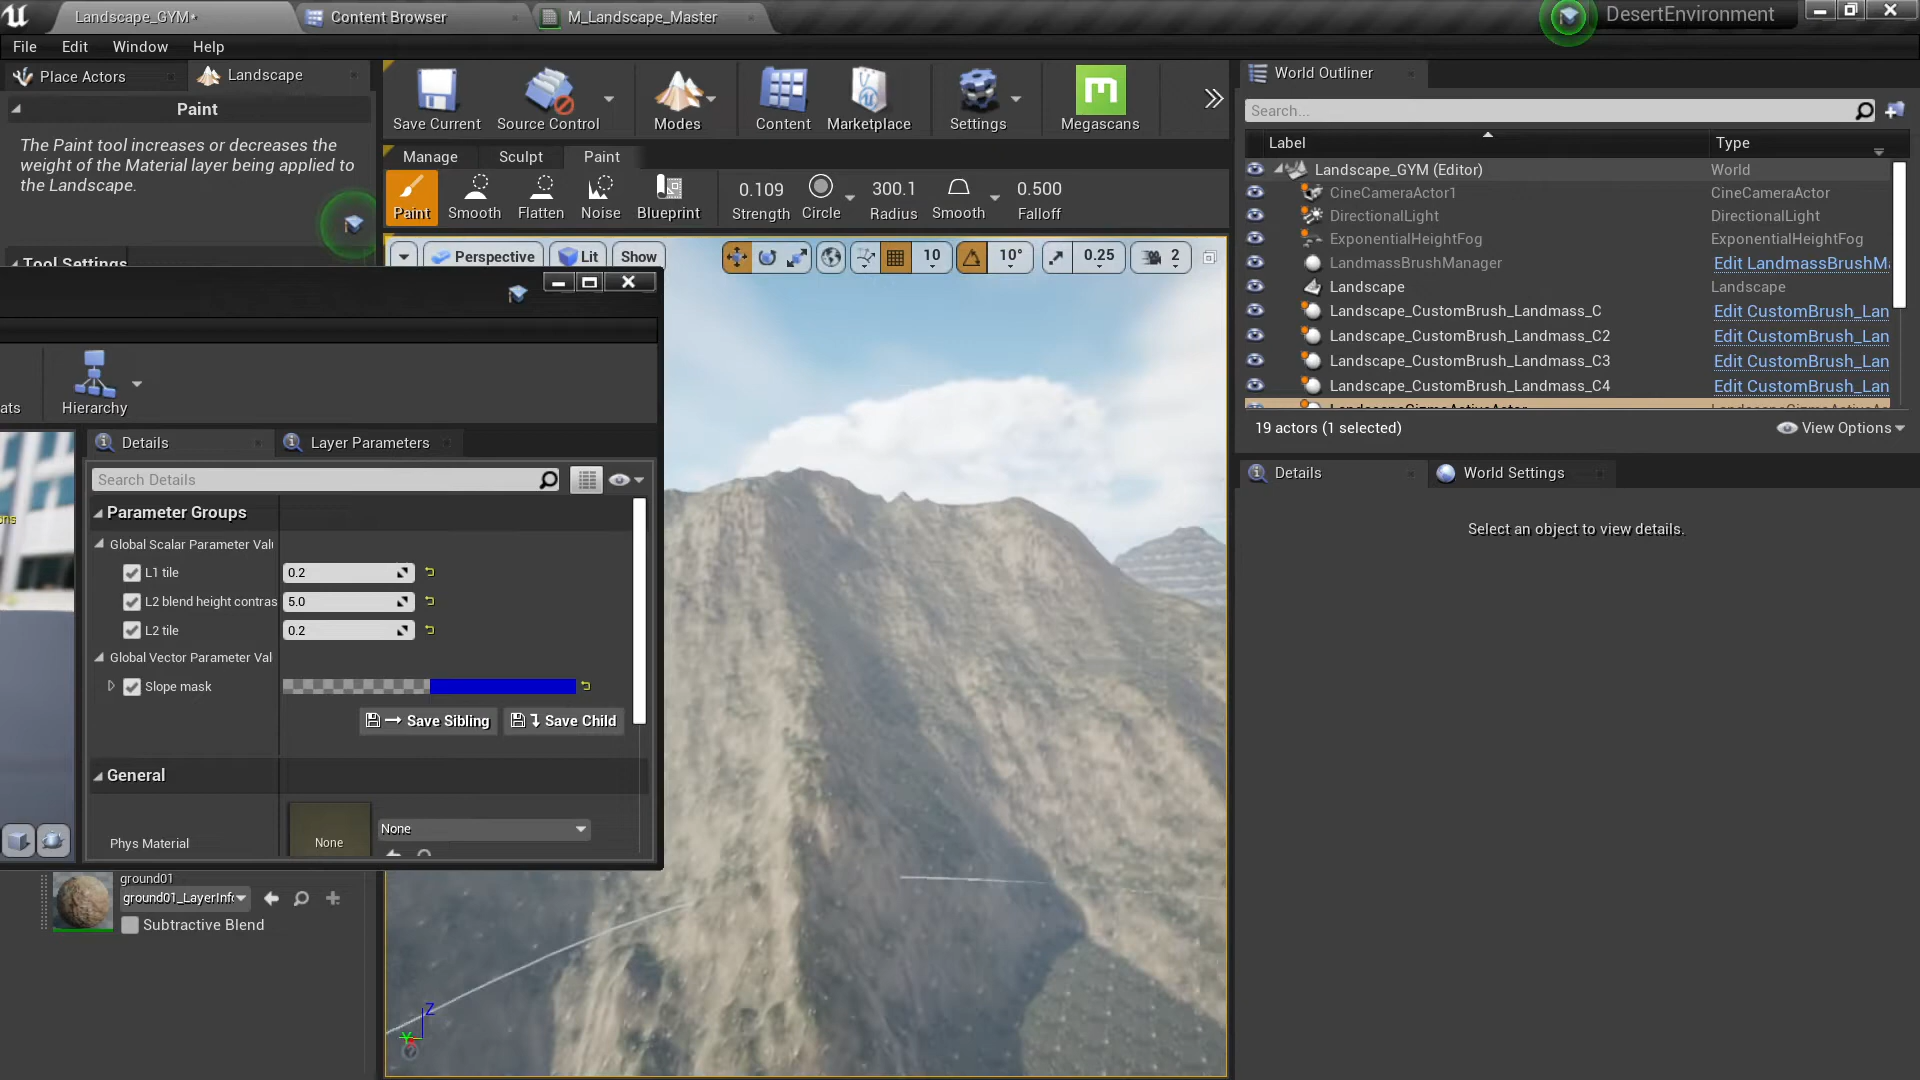 Landscape_GYM*
Content Browser
M_Landscape_Master
DesertEnvironment
File Edit Window Help
Place Actors
Landscape
Paint
The Paint tool increases or decreases the
weight of the Material layer being applied to
the Landscape.
Tool Settings
Save Current
Source Control
Modes
Content
Marketplace
Settings
Megascans
Manage Sculpt Paint
Paint Smooth Flatten Noise Blueprint
0.109
Strength
Circle
300.1
Radius
Smooth
0.500
Falloff
Perspective Lit Show
10 10° 0.25 2
World Outliner
Search...
Label Type
Landscape_GYM (Editor) World
CineCameraActor1 CineCameraActor
DirectionalLight DirectionalLight
ExponentialHeightFog ExponentialHeightFog
LandmassBrushManager Edit LandmassBrushM
Landscape Landscape
Landscape_CustomBrush_Landmass_C Edit CustomBrush_Lan
Landscape_CustomBrush_Landmass_C2 Edit CustomBrush_Lan
Landscape_CustomBrush_Landmass_C3 Edit CustomBrush_Lan
Landscape_CustomBrush_Landmass_C4 Edit CustomBrush_Lan
LandscapeGizmoActiveActor LandscapeGizmoActiveAc
19 actors (1 selected)
View Options
Details
World Settings
Select an object to view details.
ats
Hierarchy
Details
Layer Parameters
Search Details
Parameter Groups
Global Scalar Parameter Valu
L1 tile 0.2
L2 blend height contras 5.0
L2 tile 0.2
Global Vector Parameter Val
Slope mask
Save Sibling
Save Child
General
Phys Material
None
None
ground01
ground01_LayerInf
Subtractive Blend
Z
Y